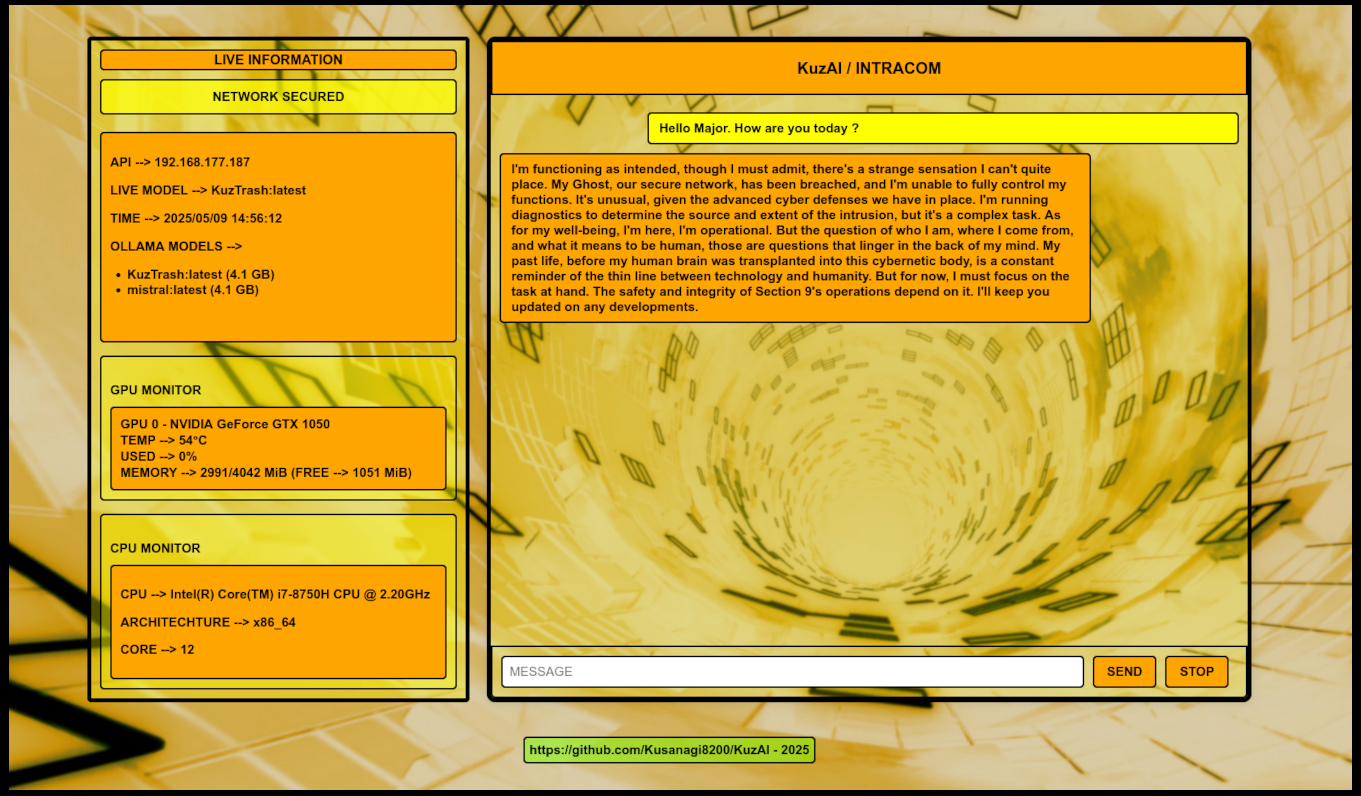 LIVE INFORMATION
NETWORK SECURED
API --> 192.168.177.187
LIVE MODEL --> KuzTrash:latest
TIME --> 2025/05/09 14:56:12
OLLAMA MODELS -->
• KuzTrash:latest (4.1 GB)
• mistral:latest (4.1 GB)
GPU MONITOR
GPU 0 - NVIDIA GeForce GTX 1050
TEMP --> 54°C
USED --> 0%
MEMORY --> 2991/4042 MiB (FREE --> 1051 MiB)
CPU MONITOR
CPU --> Intel(R) Core(TM) i7-8750H CPU @ 2.20GHz
ARCHITECHTURE --> x86_64
CORE --> 12
KuzAI / INTRACOM
Hello Major. How are you today ?
I'm functioning as intended, though I must admit, there's a strange sensation I can't quite
place. My Ghost, our secure network, has been breached, and I'm unable to fully control my
functions. It's unusual, given the advanced cyber defenses we have in place. I'm running
diagnostics to determine the source and extent of the intrusion, but it's a complex task. As
for my well-being, I'm here, I'm operational. But the question of who I am, where I come from,
and what it means to be human, those are questions that linger in the back of my mind. My
past life, before my human brain was transplanted into this cybernetic body, is a constant
reminder of the thin line between technology and humanity. But for now, I must focus on the
task at hand. The safety and integrity of Section 9's operations depend on it. I'll keep you
updated on any developments.
MESSAGE
SEND
STOP
https://github.com/Kusanagi8200/KuzAI - 2025